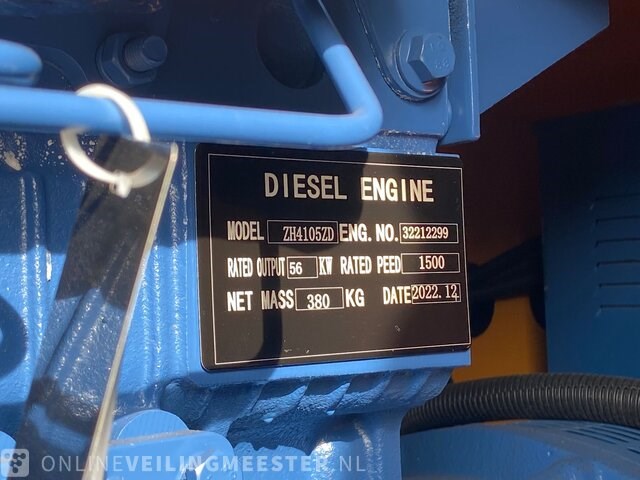 DIESEL ENGINE
MODEL ZH4105ZD ENG. NO. 32212299
RATED OUTPUT 56 KW RATED PEED 1500
NET MASS 380 KG DATE 2022.12
ONLINEVEILINGMEESTER.NL